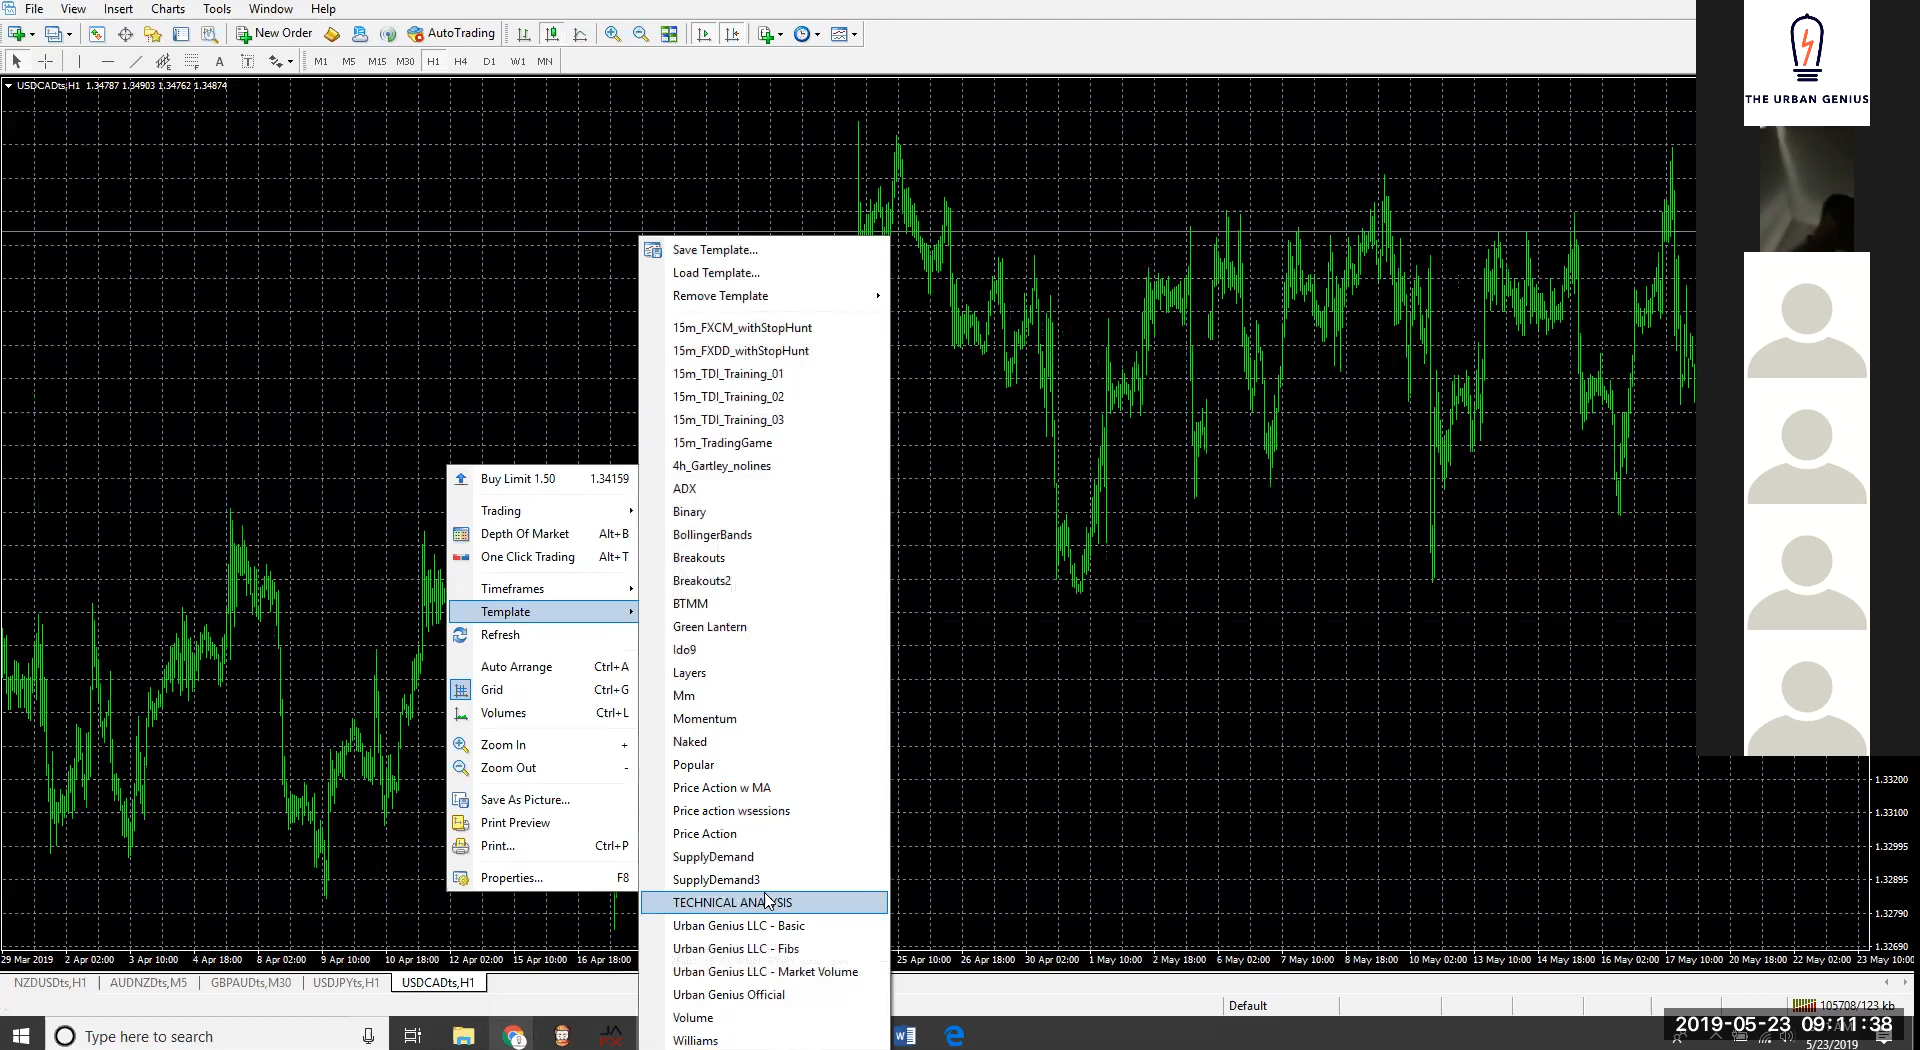 File View Insert Charts Tools Window Help
New Order AutoTrading
A T M1 M5 M15 M30 H1 H4 D1 W1 MN
USDCADts,H1 1.34787 1.34903 1.34762 1.34874
THE URBAN GENIUS
Save Template...
Load Template...
Remove Template
15m_FXCM_withStopHunt
15m_FXDD_withStopHunt
15m_TDI_Training_01
15m_TDI_Training_02
15m_TDI_Training_03
15m_TradingGame
4h_Gartley_nolines
ADX
Binary
BollingerBands
Breakouts
Breakouts2
BTMM
Green Lantern
Ido9
Layers
Mm
Momentum
Naked
Popular
Price Action w MA
Price action wsessions
Price Action
SupplyDemand
SupplyDemand3
TECHNICAL ANALYSIS
Urban Genius LLC - Basic
Urban Genius LLC - Fibs
Urban Genius LLC - Market Volume
Urban Genius Official
Volume
Williams
Buy Limit 1.50 1.34159
Trading
Depth Of Market Alt+B
One Click Trading Alt+T
Timeframes
Template
Refresh
Auto Arrange Ctrl+A
Grid Ctrl+G
Volumes Ctrl+L
Zoom In +
Zoom Out -
Save As Picture...
Print Preview
Print... Ctrl+P
Properties... F8
1.33200
1.33100
1.32995
1.32895
1.32790
1.32690
29 Mar 2019 2 Apr 02:00 3 Apr 10:00 4 Apr 18:00 8 Apr 02:00 9 Apr 10:00 10 Apr 18:00 12 Apr 02:00 15 Apr 10:00 16 Apr 18:00 25 Apr 10:00 26 Apr 18:00 30 Apr 02:00 1 May 10:00 2 May 18:00 6 May 02:00 7 May 10:00 8 May 18:00 10 May 02:00 13 May 10:00 14 May 18:00 16 May 02:00 17 May 10:00 20 May 18:00 22 May 02:00 23 May 10:00
NZDUSDts,H1 AUDNZDts,M5 GBPAUDts,M30 USDJPYts,H1 USDCADts,H1
Default 105708/123 kb
Type here to search
2019-05-23 09:11:38
5/23/2019